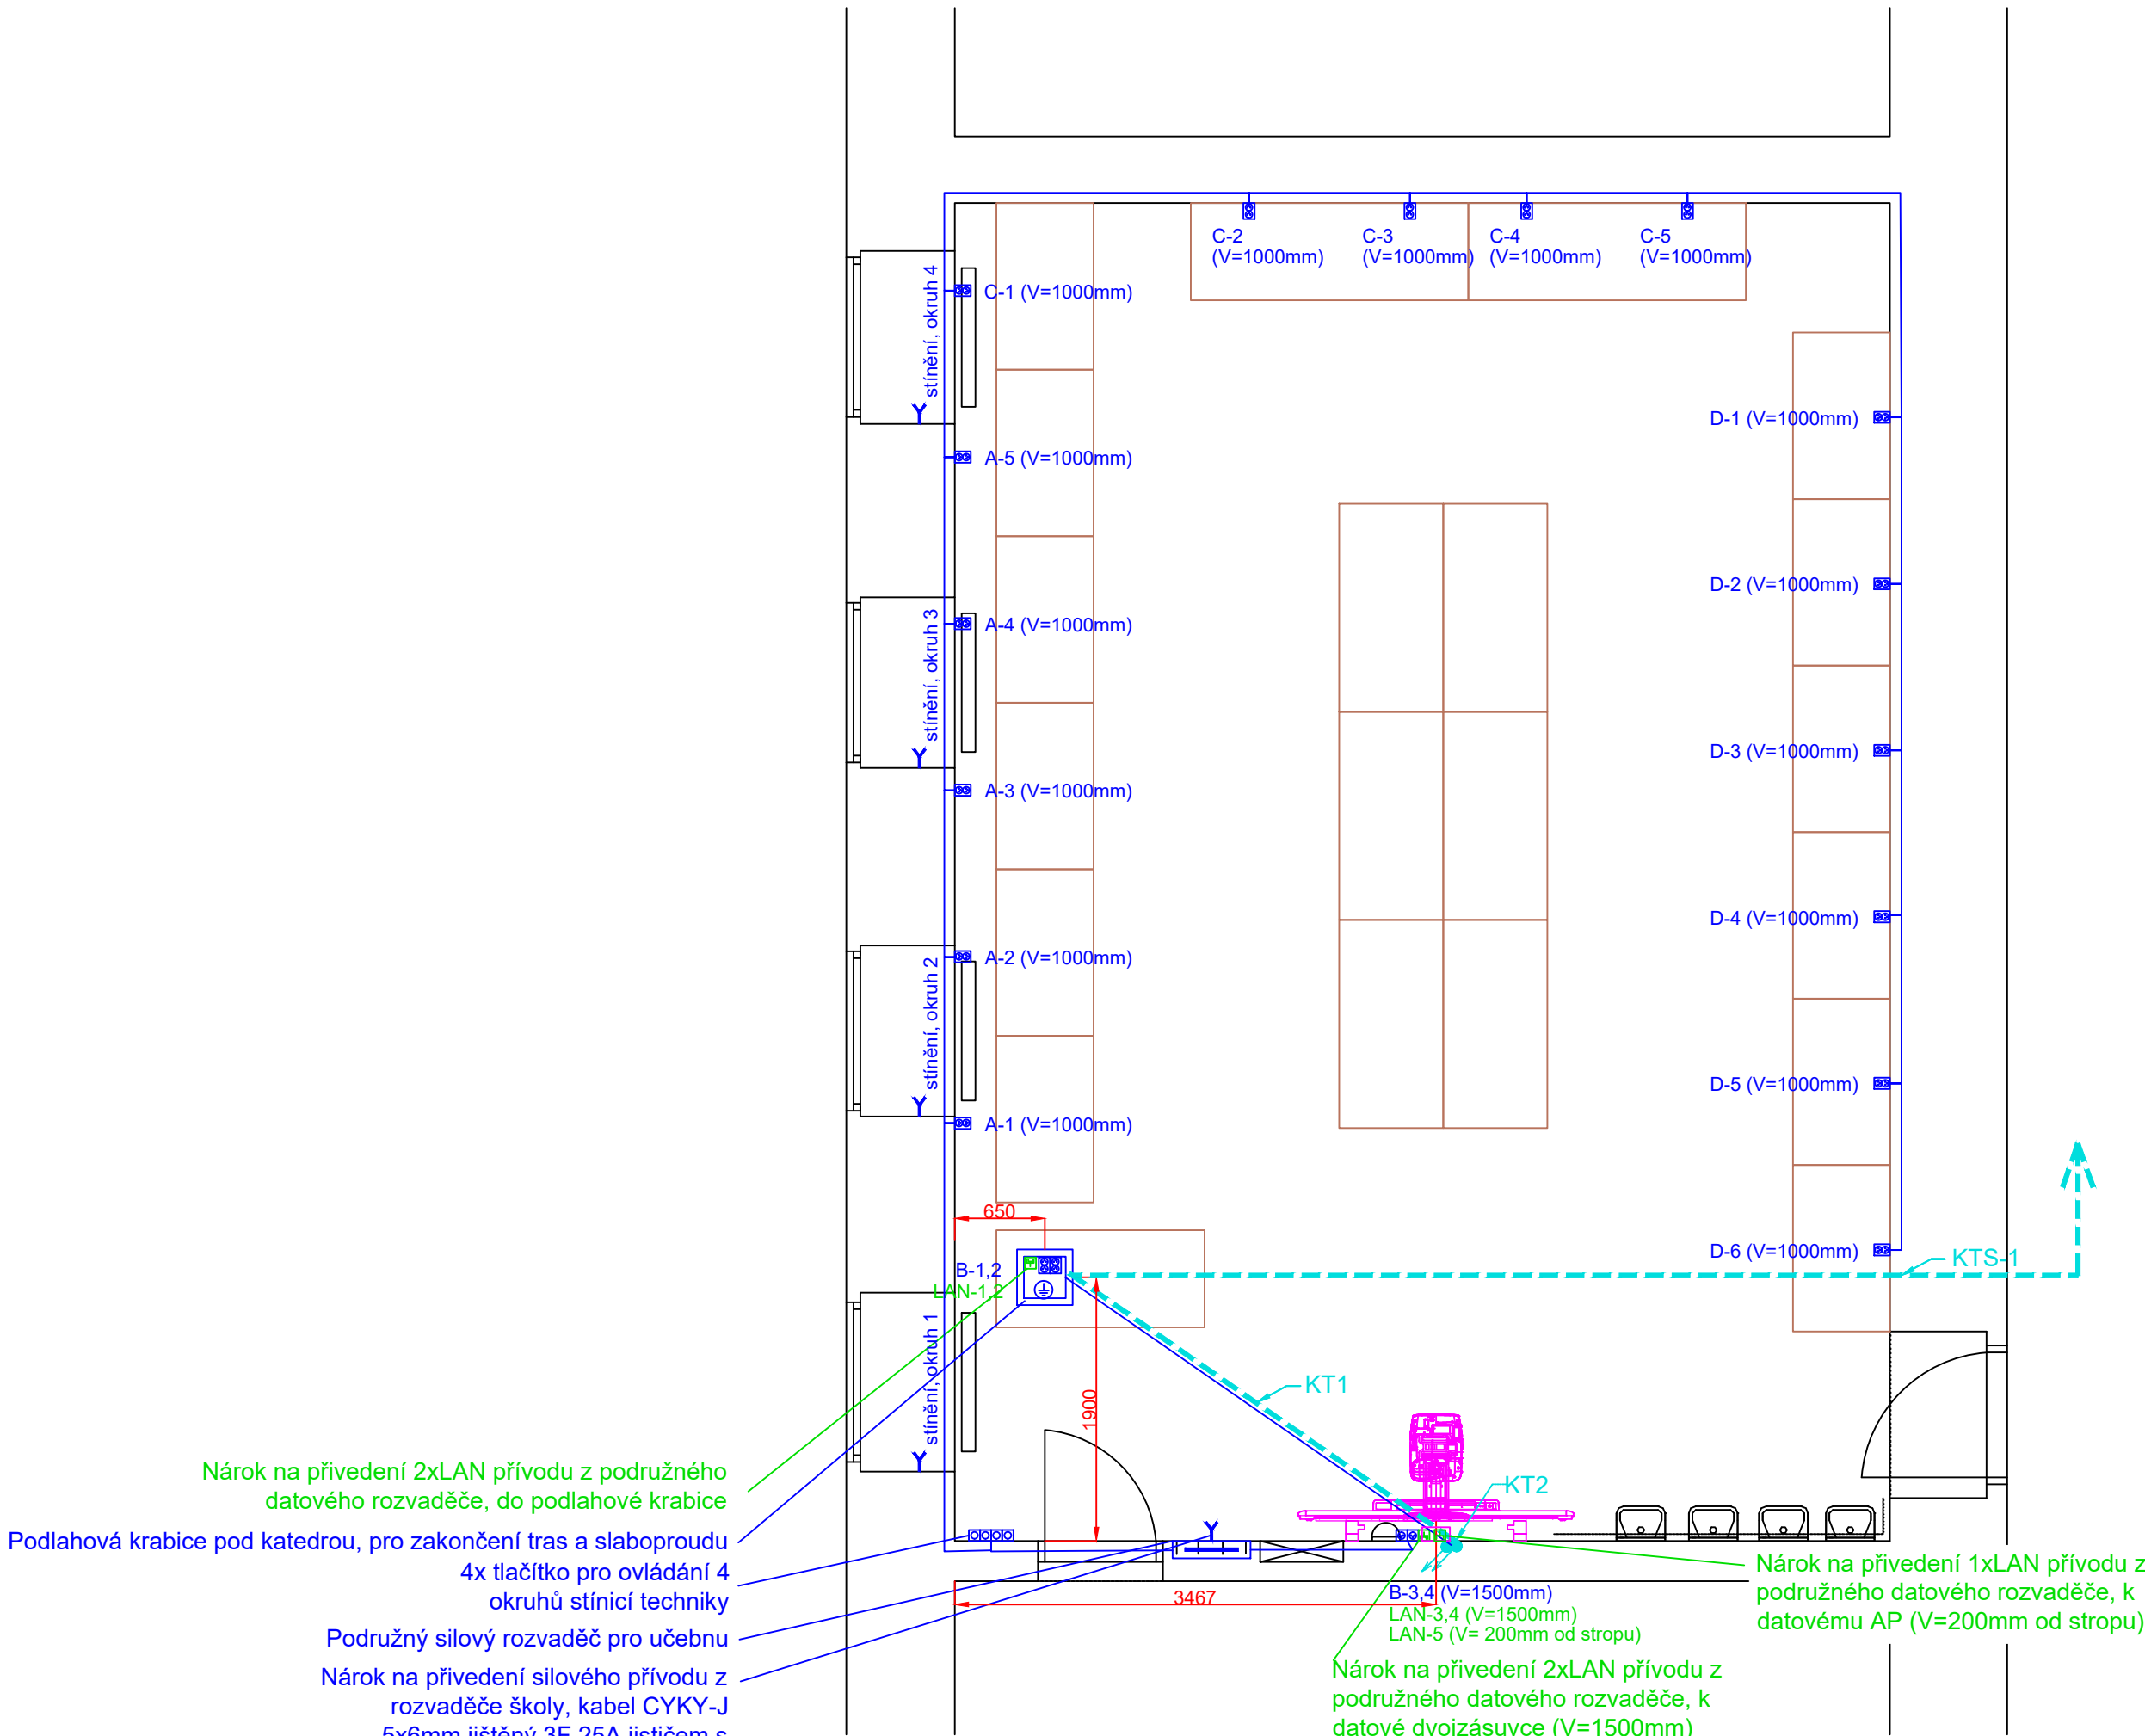 C-2
(V=1000mm)
C-3
(V=1000mm)
C-4
(V=1000mm)
C-5
(V=1000mm)
stínění, okruh 4
Y
C-1 (V=1000mm)
D-1 (V=1000mm)
A-5 (V=1000mm)
D-2 (V=1000mm)
stínění, okruh 3
Y
A-4 (V=1000mm)
D-3 (V=1000mm)
A-3 (V=1000mm)
D-4 (V=1000mm)
A-2 (V=1000mm)
stínění, okruh 2
Y
D-5 (V=1000mm)
A-1 (V=1000mm)
650
D-6 (V=1000mm)
KTS-1
B-1,2
LAN-1,2
stínění, okruh 1
Y
KT1
1900
KT2
Nárok na přivedení 2xLAN přívodu z podružného
datového rozvaděče, do podlahové krabice
Podlahová krabice pod katedrou, pro zakončení tras a slaboproudu
4x tlačítko pro ovládání 4
okruhů stínicí techniky
Podružný silový rozvaděč pro učebnu
Nárok na přivedení silového přívodu z
rozvaděče školy, kabel CYKY-J
5x6mm jištěný 3F 25A jističem s
Y
3467
B-3,4 (V=1500mm)
LAN-3,4 (V=1500mm)
LAN-5 (V= 200mm od stropu)
Nárok na přivedení 1xLAN přívodu z
podružného datového rozvaděče, k
datovému AP (V=200mm od stropu)
Nárok na přivedení 2xLAN přívodu z
podružného datového rozvaděče, k
datové dvojzásuvce (V=1500mm)